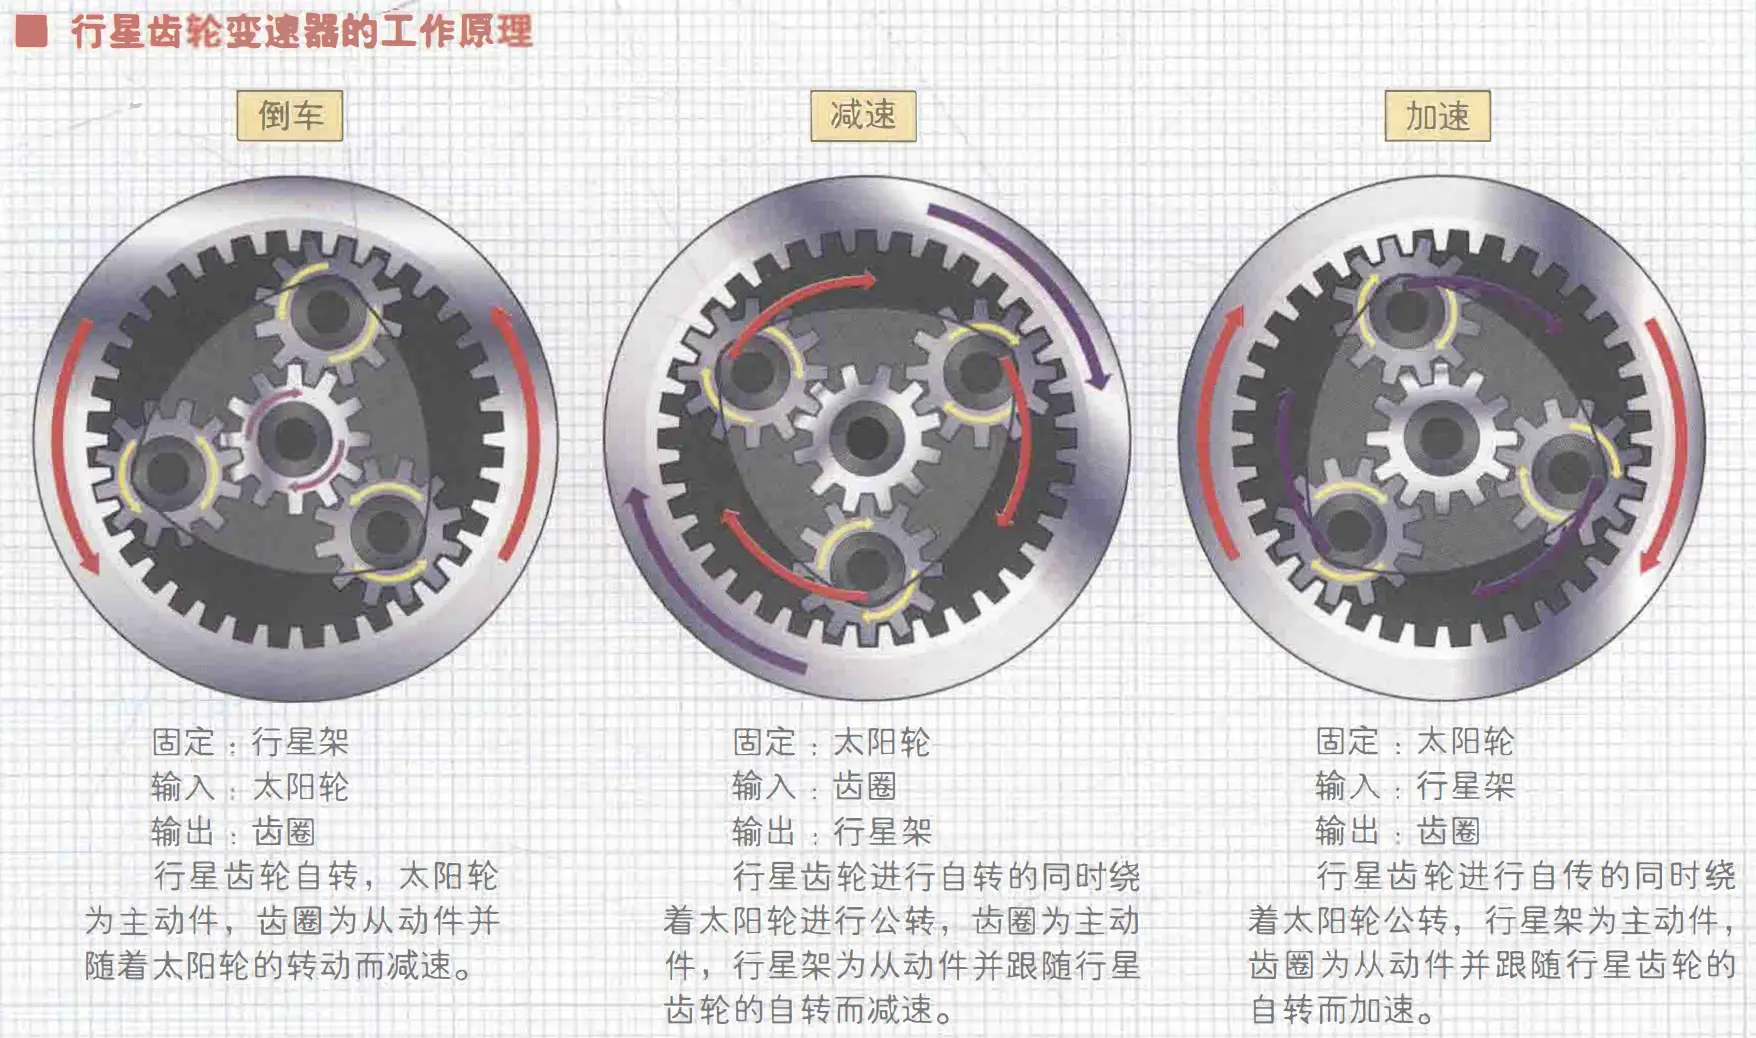 ■ 行星齿轮变速器的工作原理
倒车
减速
加速
固定：行星架
输入：太阳轮
输出：齿圈
行星齿轮自转，太阳轮
为主动件，齿圈为从动件并
随着太阳轮的转动而减速。
固定：太阳轮
输入：齿圈
输出：行星架
行星齿轮进行自转的同时绕
着太阳轮进行公转，齿圈为主动
件，行星架为从动件并跟随行星
齿轮的自转而减速。
固定：太阳轮
输入：行星架
输出：齿圈
行星齿轮进行自传的同时绕
着太阳轮公转，行星架为主动件，
齿圈为从动件并跟随行星齿轮的
自转而加速。